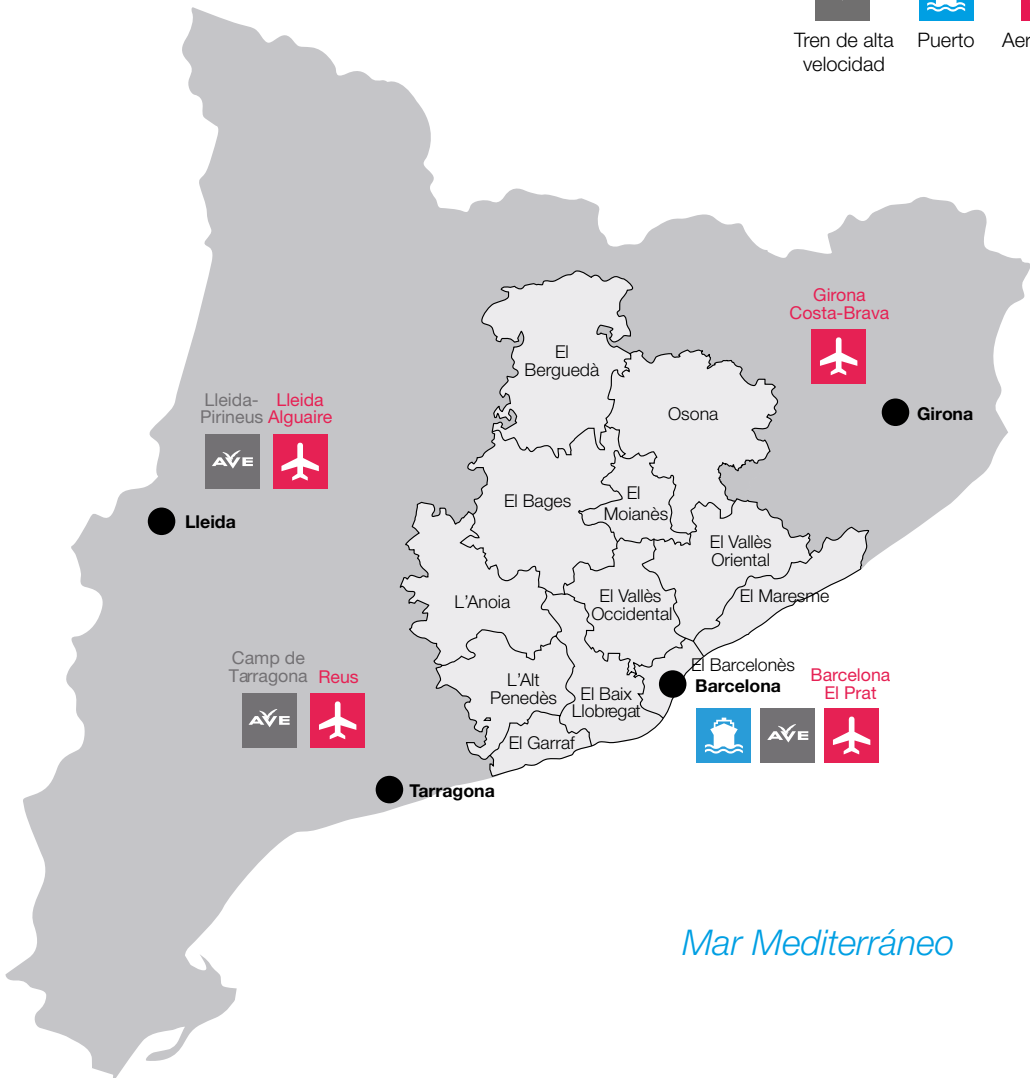 Tren de alta
velocidad
Puerto
Girona
Costa-Brava
El
Berguedà
Lleida-
Pirineus
Lleida
Alguaire
AVE
Osona
Girona
El Bages
El
Moianès
Lleida
El Vallès
Oriental
L'Anoia
El Vallès
Occidental
El Maresme
Camp de
Tarragona
Reus
AVE
L'Alt
Penedès
El Baix
Llobregat
El Barcelonès
Barcelona
Barcelona
El Prat
AVE
El Garraf
Tarragona
Mar Mediterráneo